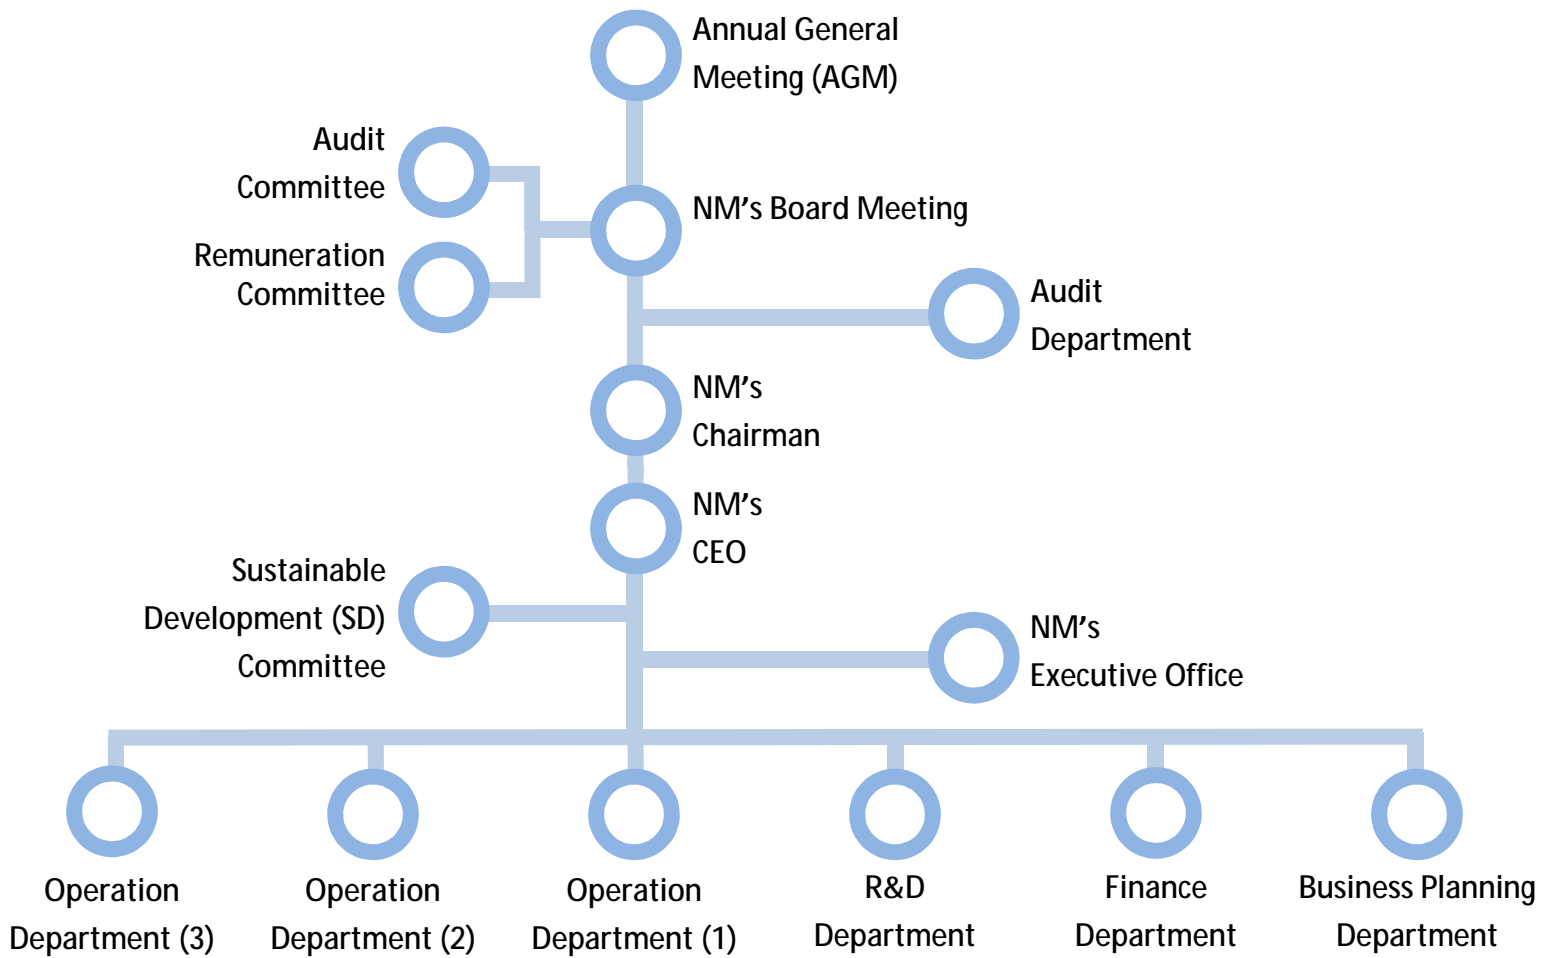 Annual General
Meeting (AGM)
Audit
Committee
NM's Board Meeting
Remuneration
Committee
Audit
Department
NM's
Chairman
NM's
CEO
Sustainable
Development (SD)
Committee
NM's
Executive Office
Operation
Department (3)
Operation
Department (2)
Operation
Department (1)
R&D
Department
Finance
Department
Business Planning
Department